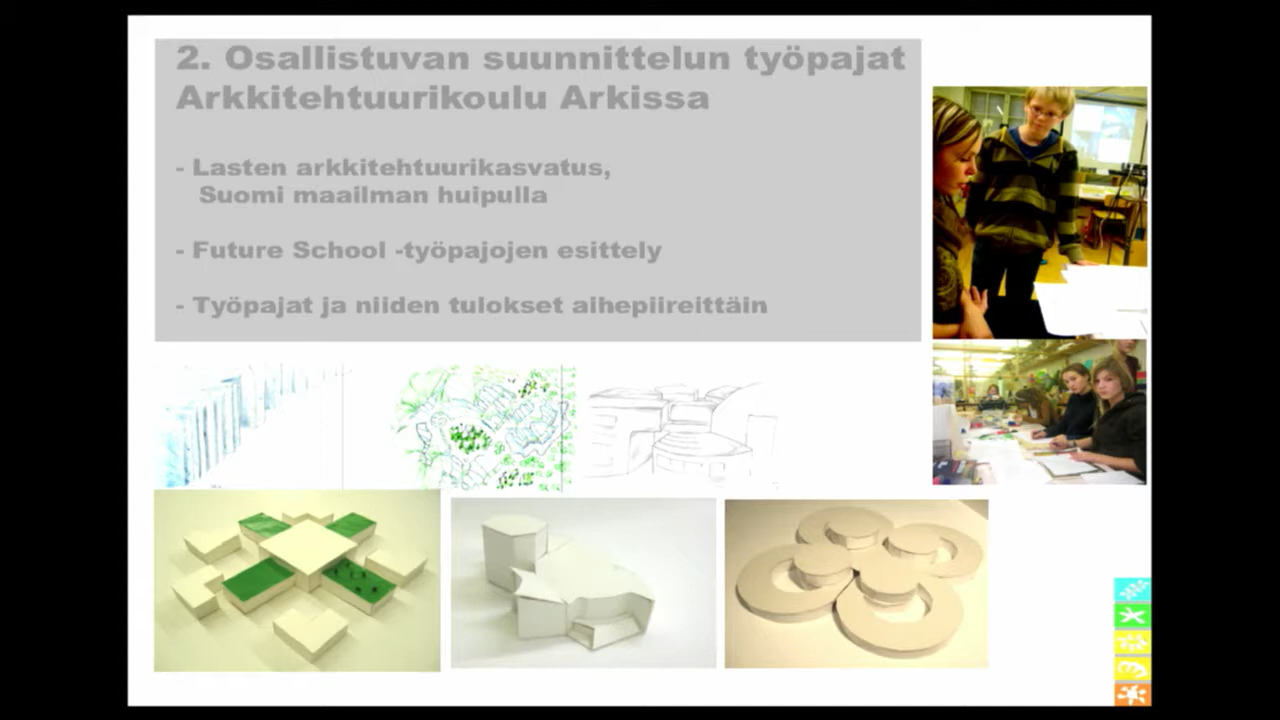 2. Osallistuvan suunnittelun työpajat
Arkkitehtuurikoulu Arkissa
- Lasten arkkitehtuurikasvatus,
Suomi maailman huipulla
- Future School -työpajojen esittely
- Työpajat ja niiden tulokset aihepiireittäin